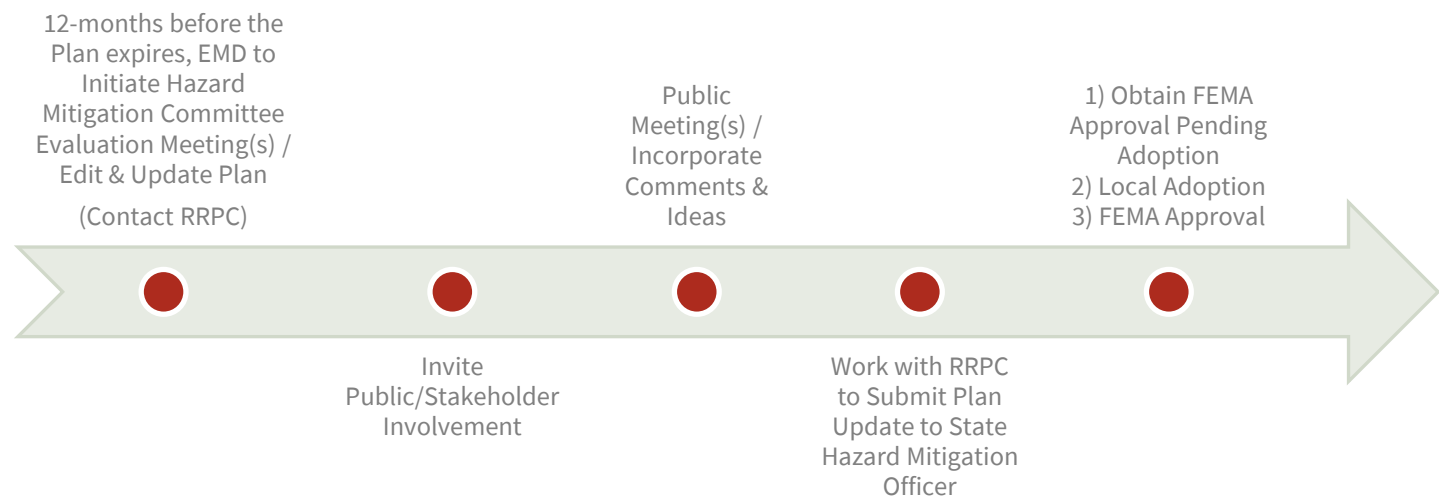 12-months before the
Plan expires, EMD to
Initiate Hazard
Mitigation Committee
Evaluation Meeting(s) /
Edit & Update Plan
(Contact RRPC)
Invite
Public/Stakeholder
Involvement
Public
Meeting(s) /
Incorporate
Comments &
Ideas
Work with RRPC
to Submit Plan
Update to State
Hazard Mitigation
Officer
1) Obtain FEMA
Approval Pending
Adoption
2) Local Adoption
3) FEMA Approval